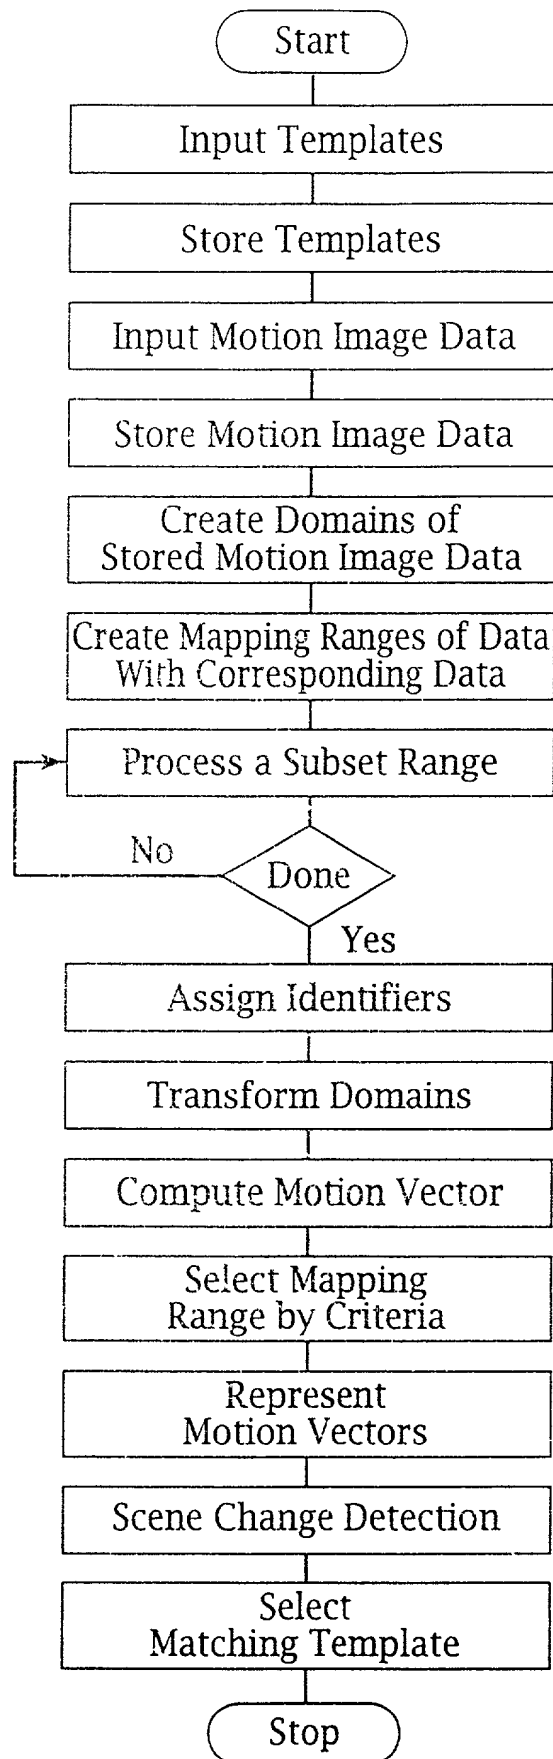 Start
Input Templates
Store Templates
Input Motion Image Data
Store Motion Image Data
Create Domains of
Stored Motion Image Data
Create Mapping Ranges of Data
With Corresponding Data
Process a Subset Range
No
Done
Yes
Assign Identifiers
Transform Domains
Compute Motion Vector
Select Mapping
Range by Criteria
Represent
Motion Vectors
Scene Change Detection
Select
Matching Template
Stop